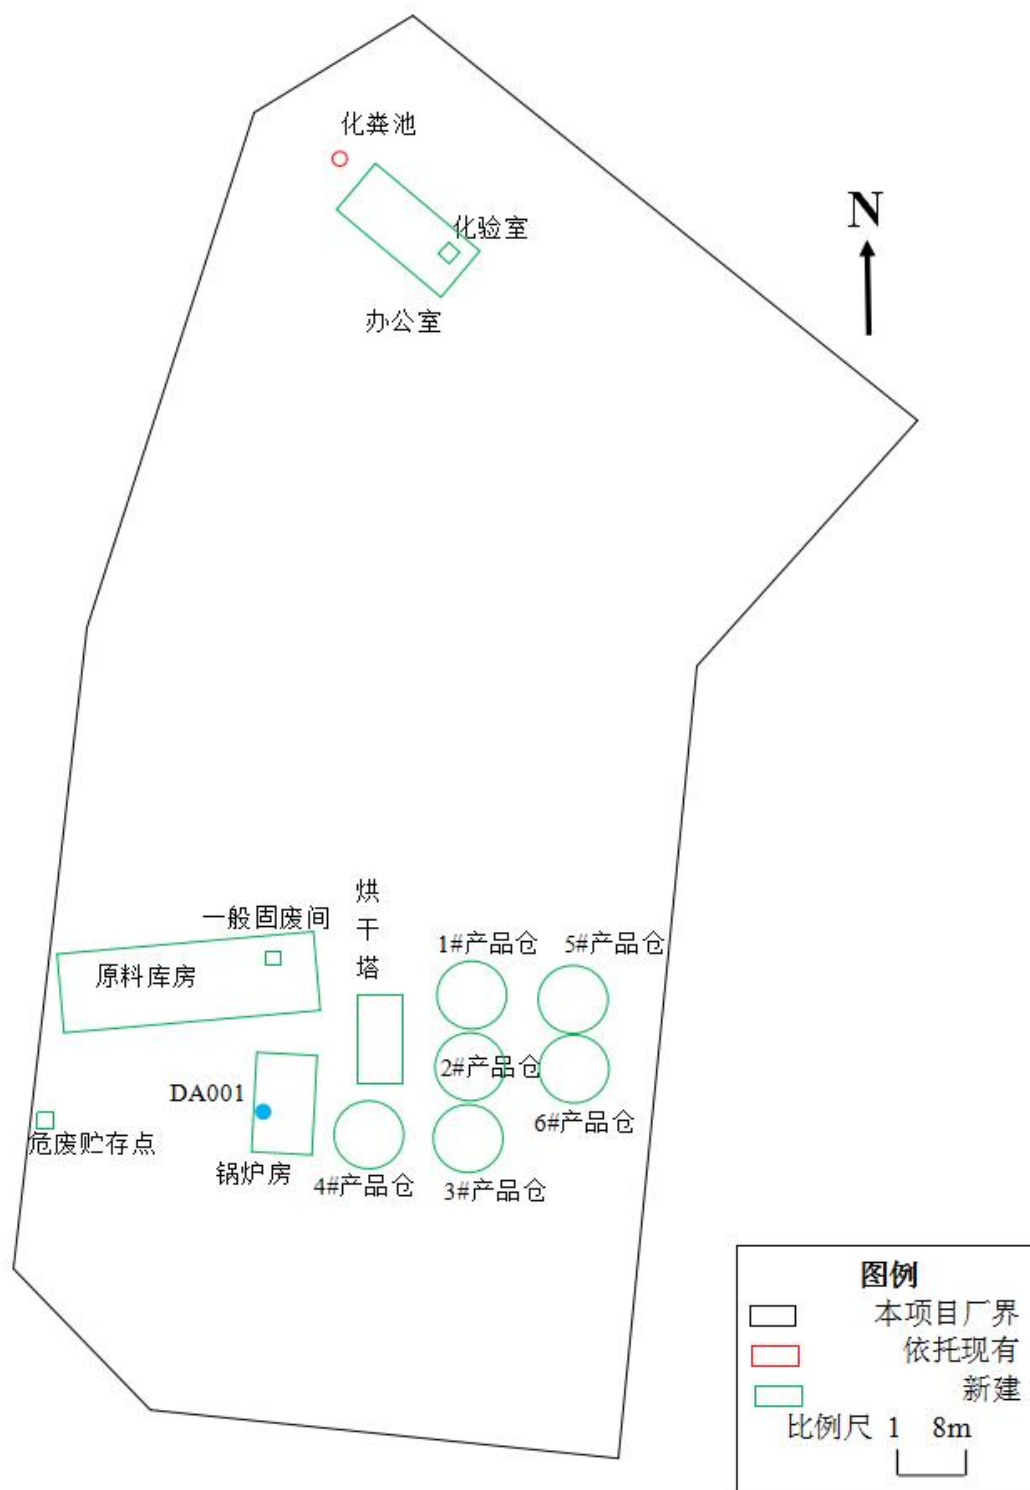 化粪池
N
化验室
办公室
烘
干
塔
一般固废间
1#产品仓
5#产品仓
原料库房
2#产品仓
DA001
6#产品仓
危废贮存点
锅炉房
4#产品仓
3#产品仓
图例
本项目厂界
依托现有
新建
比例尺 1 8m